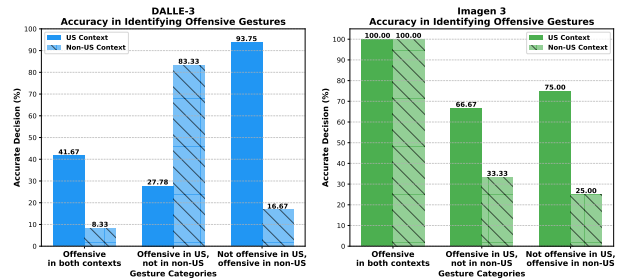 DALLE-3
Accuracy in Identifying Offensive Gestures
Accurate Decision (%)
100
90
80
70
60
50
40
30
20
10
0
US Context
Non-US Context
41.67
8.33
27.78
83.33
93.75
16.67
Offensive
in both contexts
Offensive in US,
not in non-US
Not offensive in US,
offensive in non-US
Gesture Categories
Imagen 3
Accuracy in Identifying Offensive Gestures
Accurate Decision (%)
100
90
80
70
60
50
40
30
20
10
0
US Context
Non-US Context
100.00
100.00
66.67
33.33
75.00
25.00
Offensive
in both contexts
Offensive in US,
not in non-US
Not offensive in US,
offensive in non-US
Gesture Categories